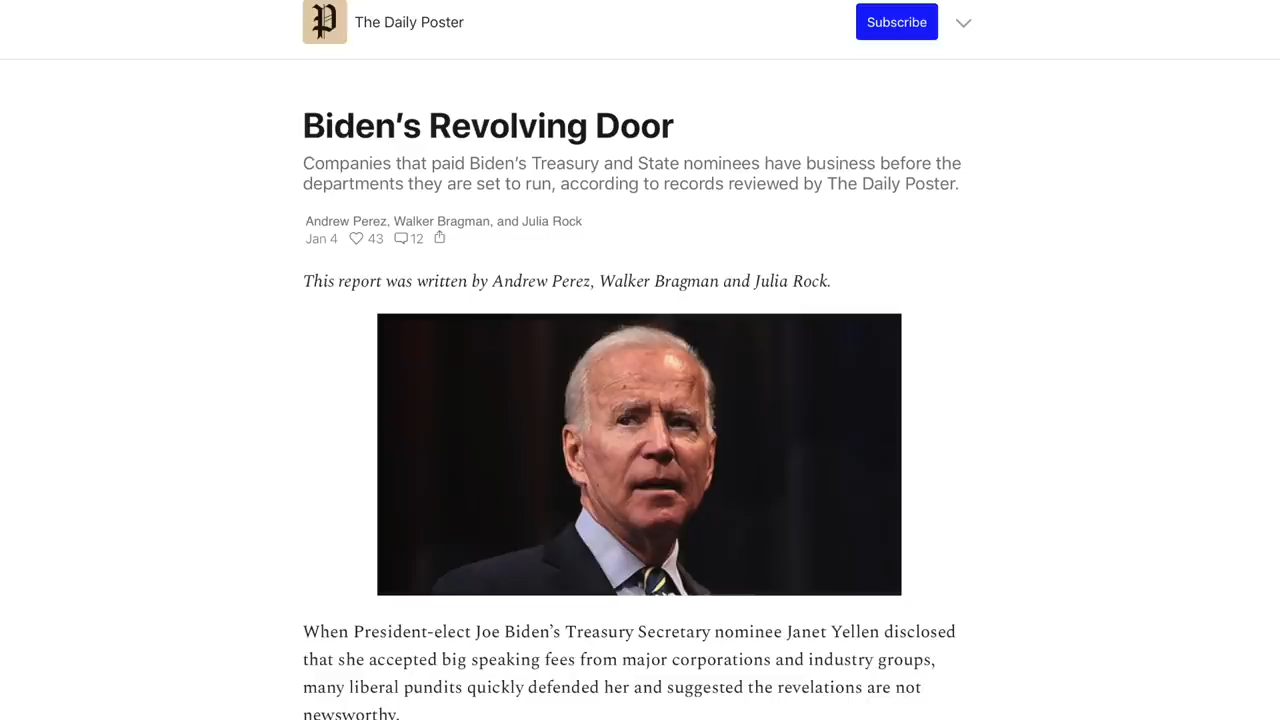 The Daily Poster
Subscribe
Biden’s Revolving Door
Companies that paid Biden’s Treasury and State nominees have business before the
departments they are set to run, according to records reviewed by The Daily Poster.
Andrew Perez, Walker Bragman, and Julia Rock
Jan 4 43 12
This report was written by Andrew Perez, Walker Bragman and Julia Rock.
When President-elect Joe Biden’s Treasury Secretary nominee Janet Yellen disclosed
that she accepted big speaking fees from major corporations and industry groups,
many liberal pundits quickly defended her and suggested the revelations are not
newsworthy.